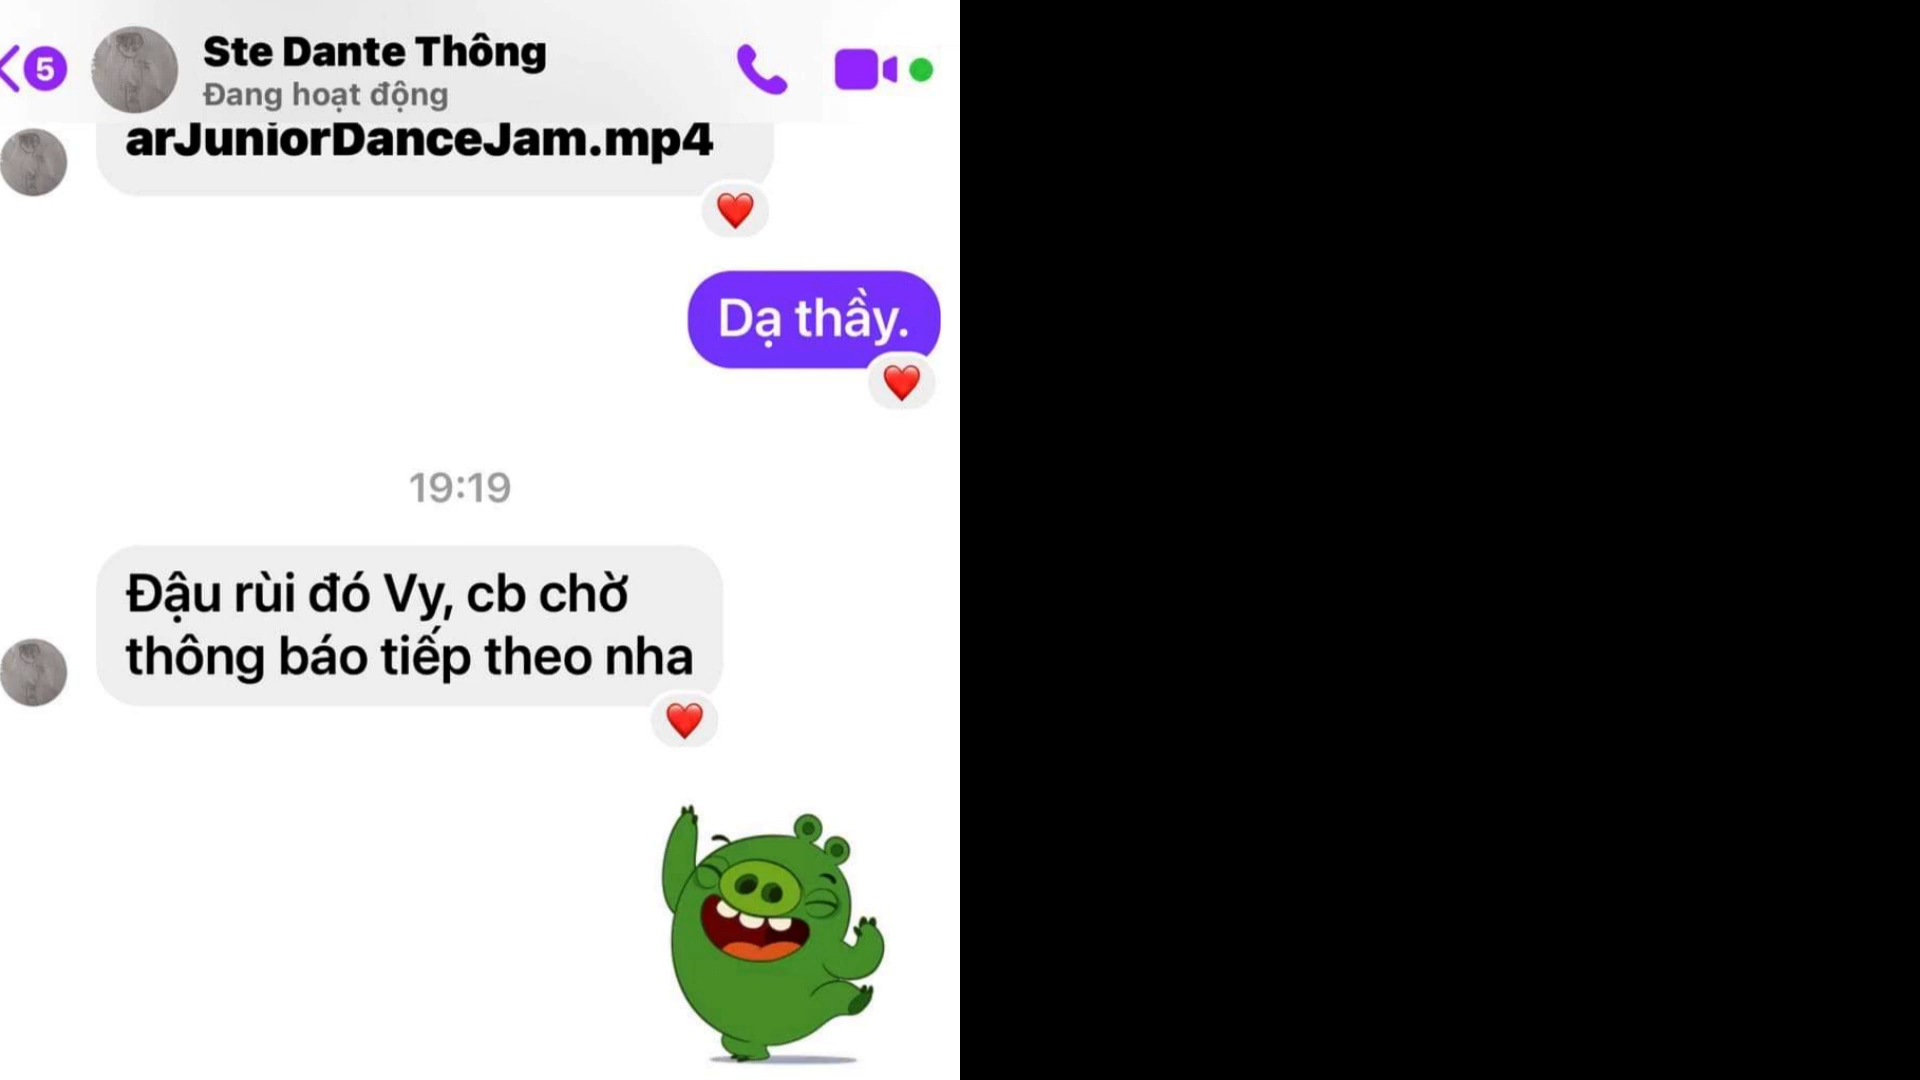 5
Ste Dante Thông
Đang hoạt động
arJuniorDanceJam.mp4
Dạ thầy.
19:19
Đậu rùi đó Vy, cb chờ
thông báo tiếp theo nha